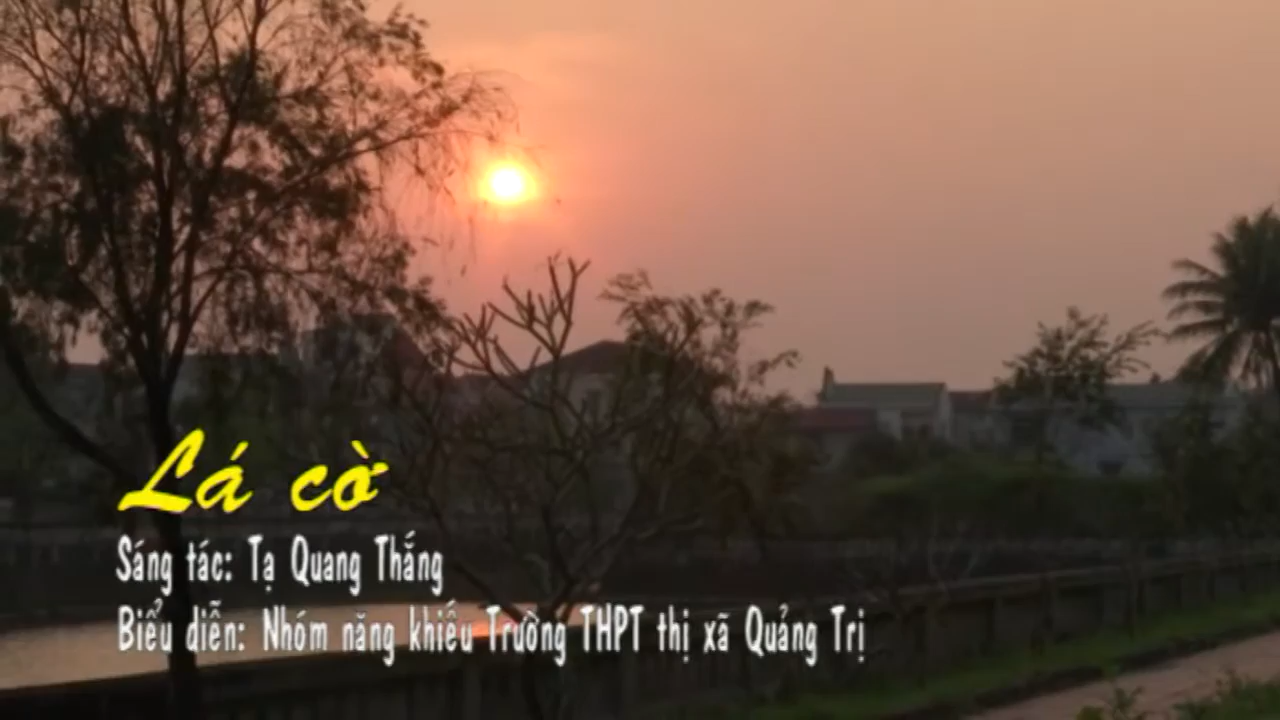 Lá cờ
Sáng tác: Tạ Quang Thắng
Biểu diễn: Nhóm năng khiếu Trường THPT thị xã Quảng Trị